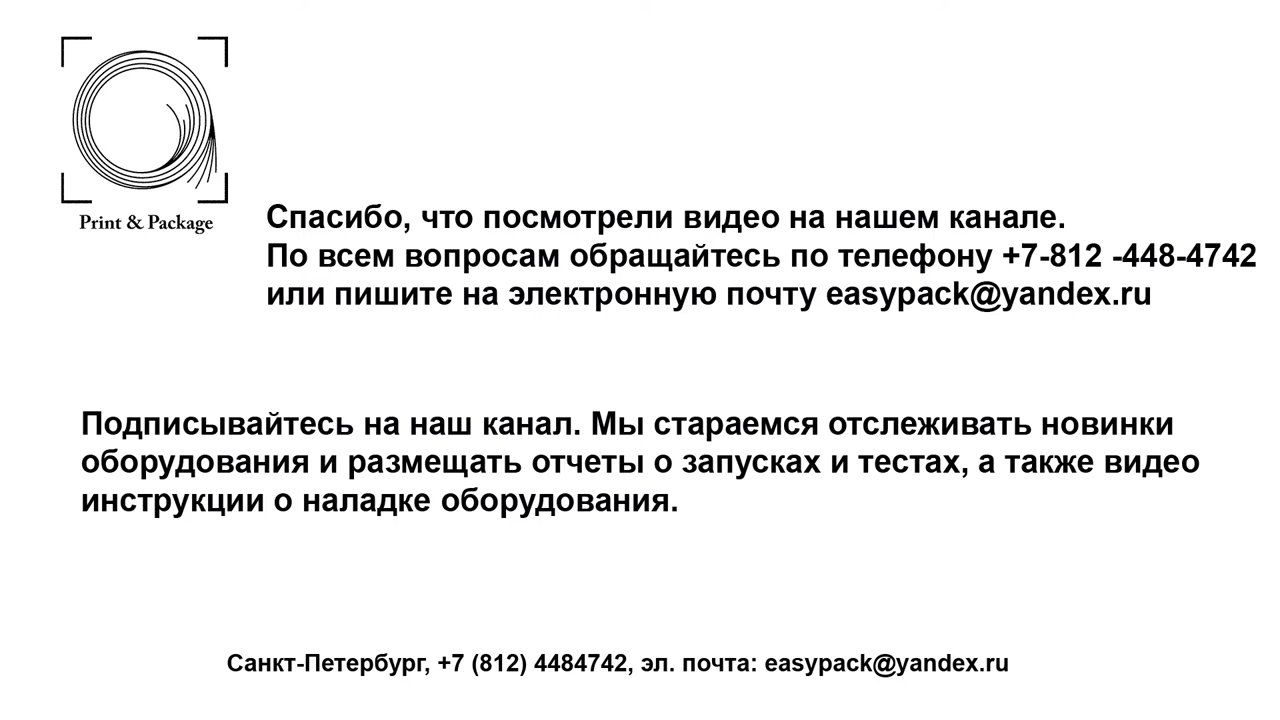 Print & Package
Спасибо, что посмотрели видео на нашем канале.
По всем вопросам обращайтесь по телефону +7-812 -448-4742
или пишите на электронную почту easypack@yandex.ru
Подписывайтесь на наш канал. Мы стараемся отслеживать новинки
оборудования и размещать отчеты о запусках и тестах, а также видео
инструкции о наладке оборудования.
Санкт-Петербург, +7 (812) 4484742, эл. почта: easypack@yandex.ru